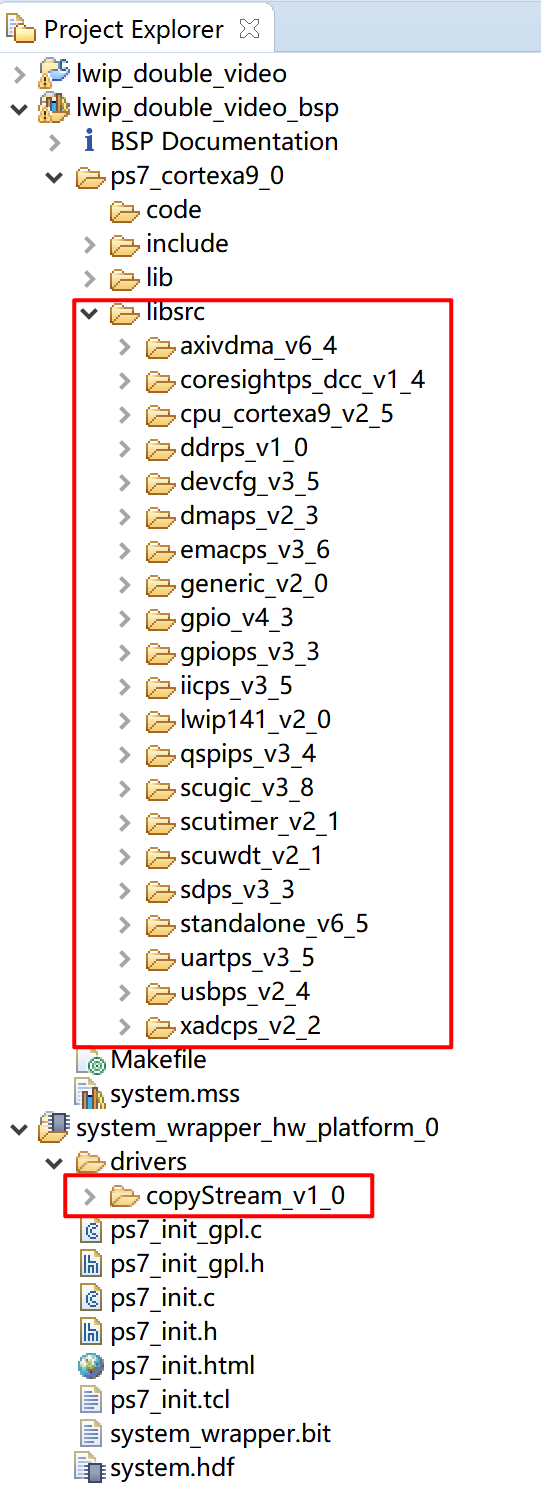 Project Explorer
lwip_double_video
lwip_double_video_bsp
BSP Documentation
ps7_cortexa9_0
code
include
lib
libsrc
axivdma_v6_4
coresightps_dcc_v1_4
cpu_cortexa9_v2_5
ddrps_v1_0
devcfg_v3_5
dmaps_v2_3
emacps_v3_6
generic_v2_0
gpio_v4_3
gpiops_v3_3
iicps_v3_5
lwip141_v2_0
qspips_v3_4
scugic_v3_8
scutimer_v2_1
scuwdt_v2_1
sdps_v3_3
standalone_v6_5
uartps_v3_5
usbps_v2_4
xadcps_v2_2
Makefile
system.mss
system_wrapper_hw_platform_0
drivers
copyStream_v1_0
ps7_init_gpl.c
ps7_init_gpl.h
ps7_init.c
ps7_init.h
ps7_init.html
ps7_init.tcl
system_wrapper.bit
system.hdf